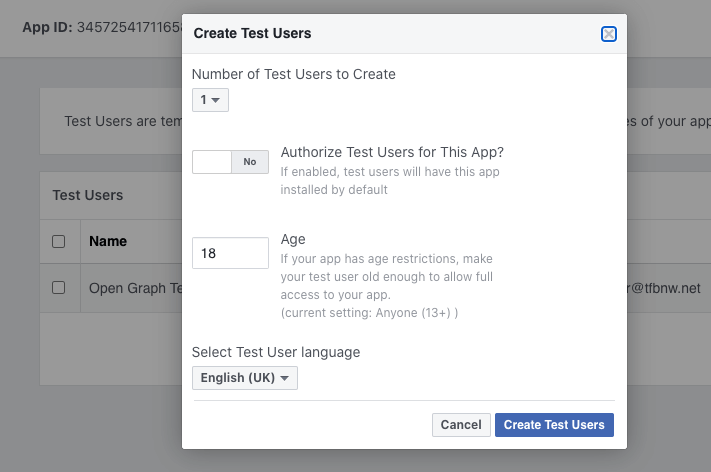 App ID: 3457254171165
Create Test Users
Number of Test Users to Create
1
Test Users are
es of your app
No
Authorize Test Users for This App?
If enabled, test users will have this app
installed by default
Test Users
Name
18
Age
If your app has age restrictions, make
your test user old enough to allow full
access to your app.
(current setting: Anyone (13+) )
Open Graph
r@tfbnw.net
Select Test User language
English (UK)
Cancel
Create Test Users